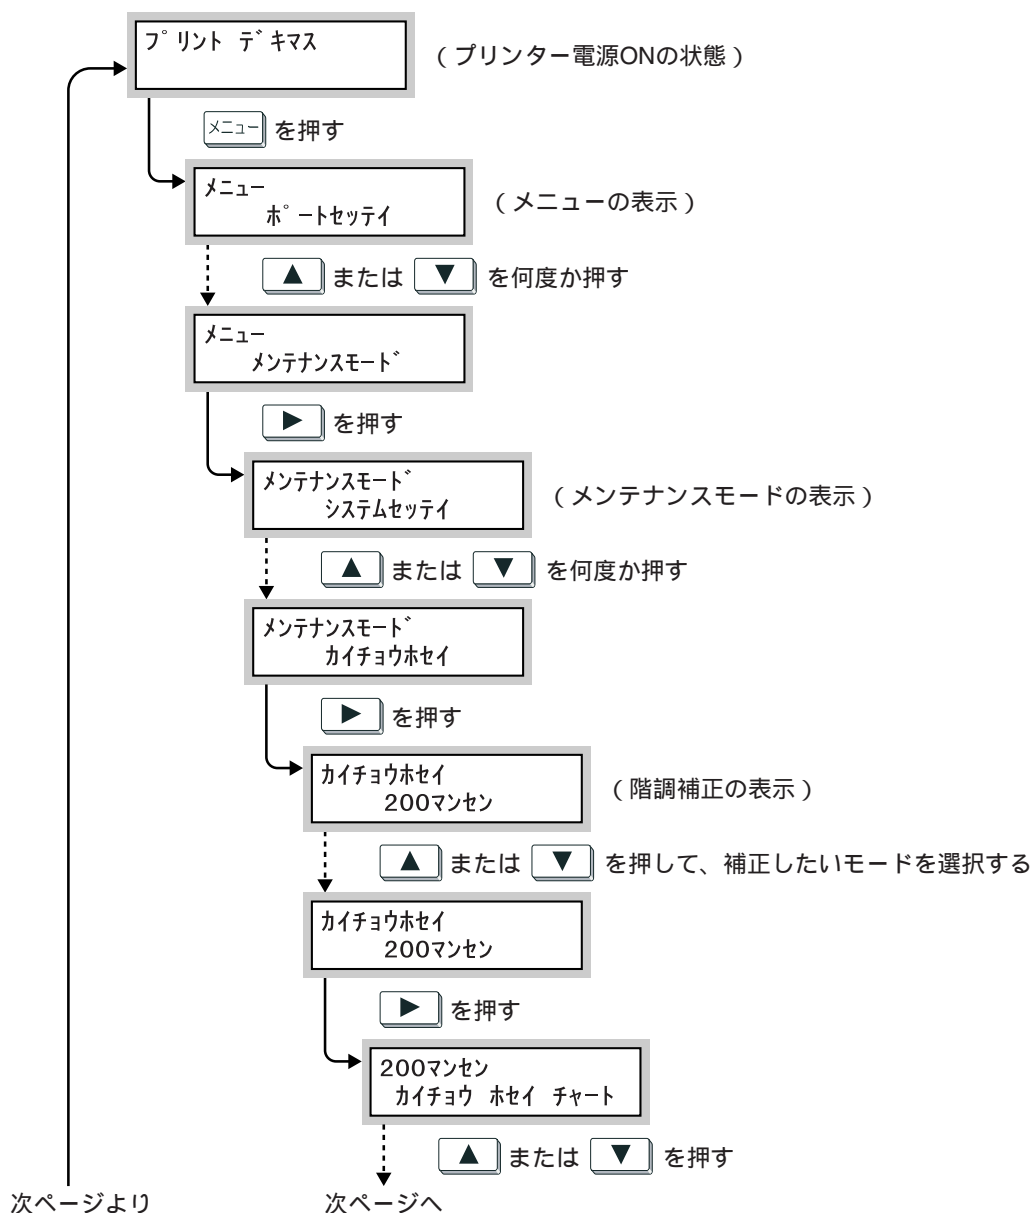 プリント デキマス
(プリンター電源ONの状態)
メニュー を押す
メニュー
ポートセッテイ
(メニューの表示)
▲ または ▼ を何度か押す
メニュー
メンテナンスモード
▶ を押す
メンテナンスモード
システムセッテイ
(メンテナンスモードの表示)
▲ または ▼ を何度か押す
メンテナンスモード
カイチョウホセイ
▶ を押す
カイチョウホセイ
200マンセン
(階調補正の表示)
▲ または ▼ を押して、補正したいモードを選択する
カイチョウホセイ
200マンセン
▶ を押す
200マンセン
カイチョウ ホセイ チャート
▲ または ▼ を押す
次ページより
次ページへ